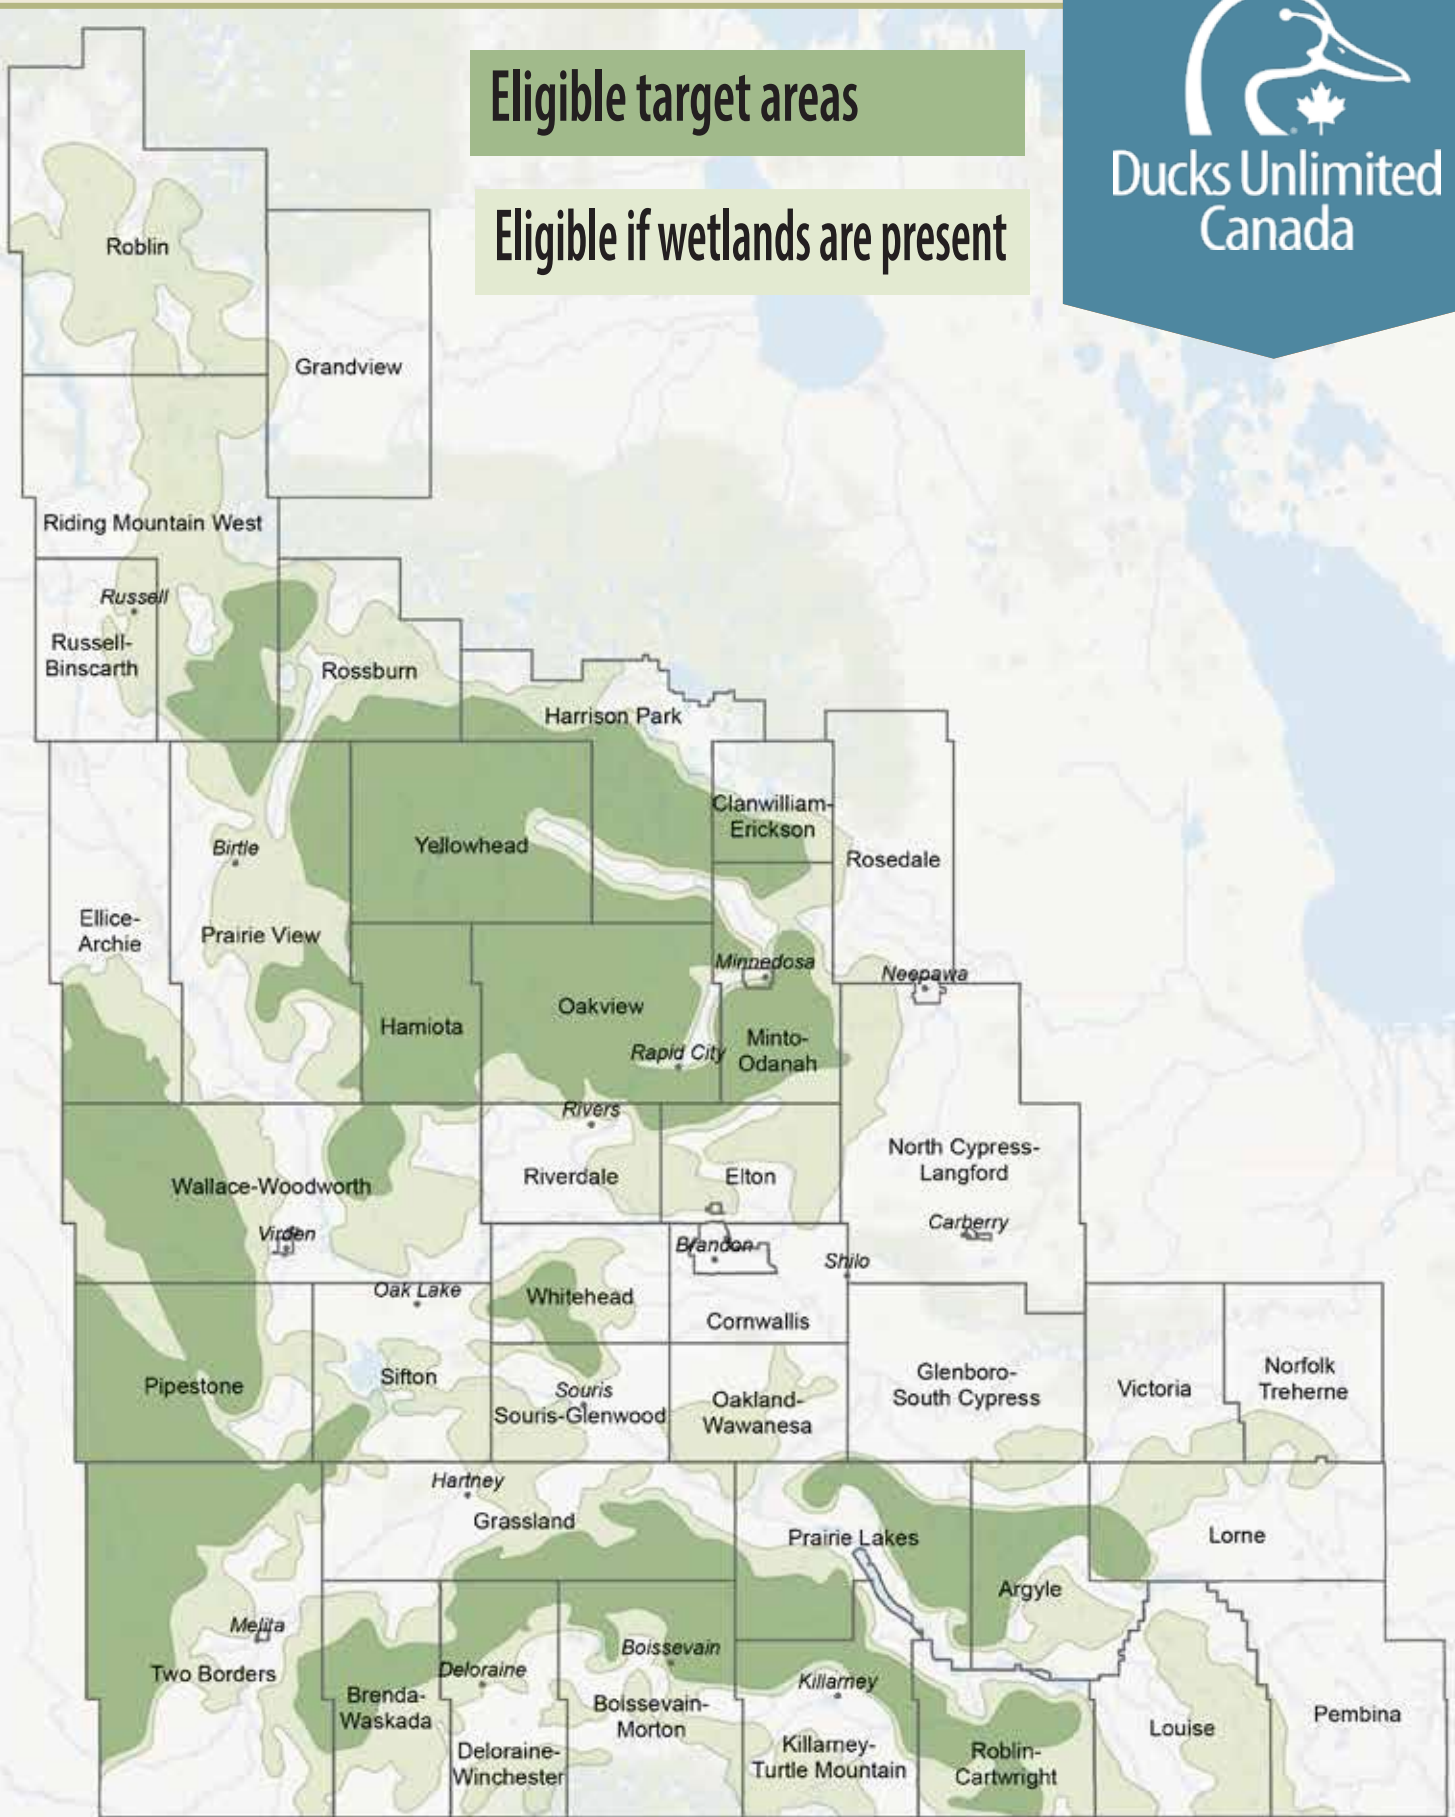 Eligible target areas
Eligible if wetlands are present
Ducks Unlimited
Canada
Roblin
Grandview
Riding Mountain West
Russell
Russell-
Binscarth
Rossburn
Harrison Park
Clanwilliam-
Erickson
Yellowhead
Birtle
Rosedale
Ellice-
Archie
Prairie View
Minnedosa
Neepawa
Oakview
Hamiota
Rapid City
Minto-
Odanah
Rivers
Riverdale
Elton
North Cypress-
Langford
Wallace-Woodworth
Virden
Carberry
Brandon
Shilo
Oak Lake
Whitehead
Cornwallis
Pipestone
Sifton
Souris
Souris-Glenwood
Oakland-
Wawanesa
Glenboro-
South Cypress
Victoria
Norfolk
Treherne
Hartney
Grassland
Prairie Lakes
Lorne
Argyle
Melita
Two Borders
Deloraine
Boissevain
Killarney
Brenda-
Waskada
Boissevain-
Morton
Deloraine-
Winchester
Killarney-
Turtle Mountain
Roblin-
Cartwright
Louise
Pembina